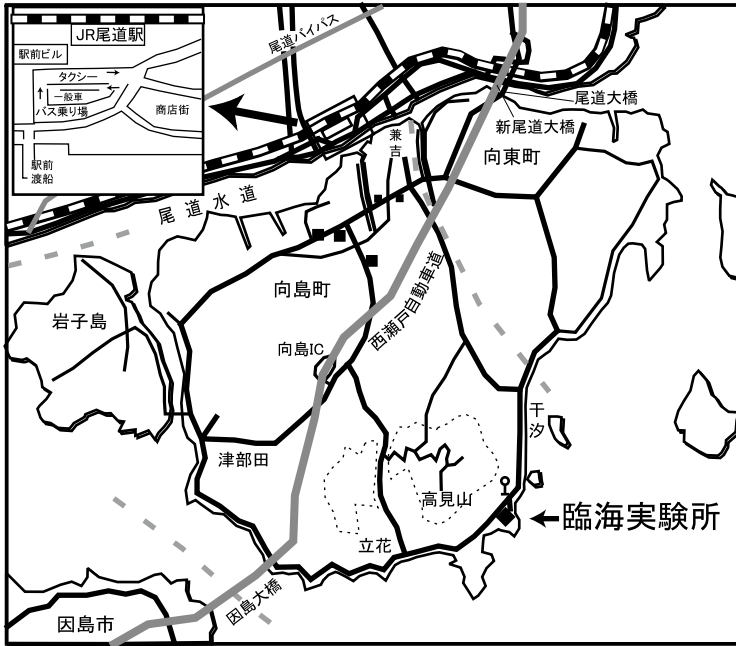 JR尾道駅
駅前ビル
タクシー
一般車
バス乗り場
商店街
駅前
渡船
尾道バイパス
尾道大橋
新尾道大橋
兼吉
向東町
尾道水道
向島町
西瀬戸自動車道
岩子島
向島IC
干汐
津部田
高見山
臨海実験所
立花
因島大橋
因島市